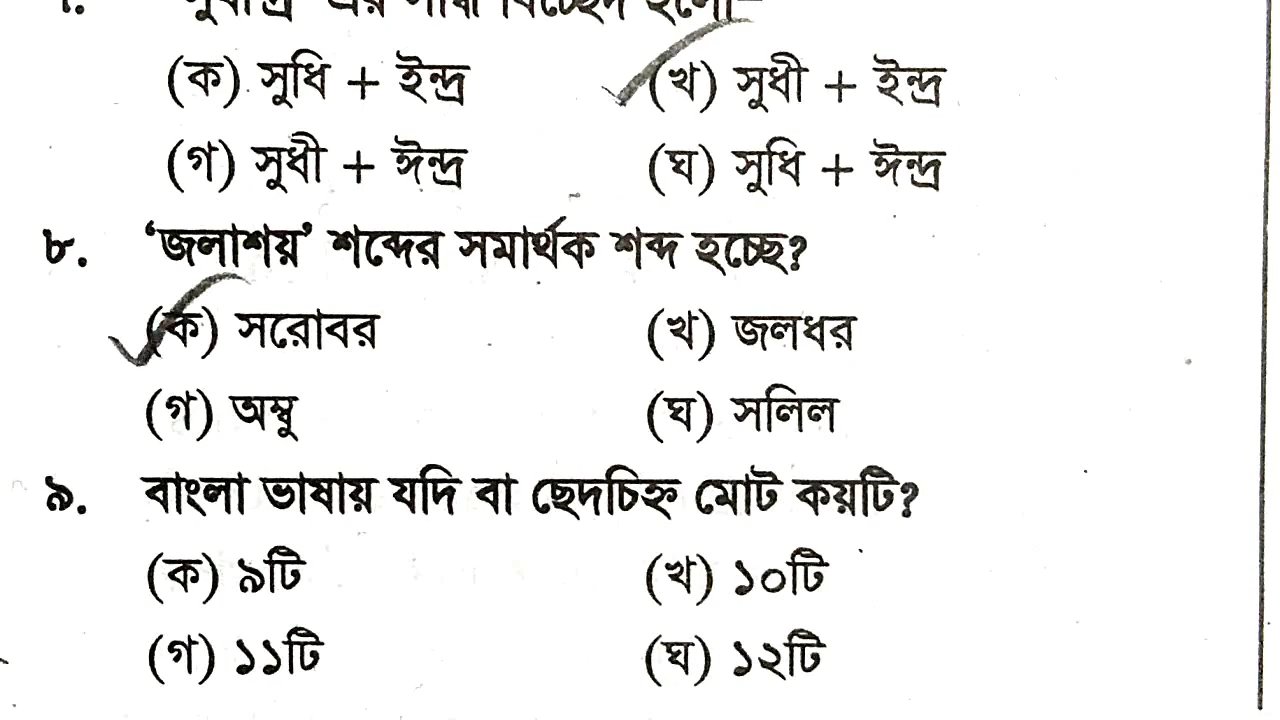 (ক) সুধি + ইন্দ্র (খ) সুধী + ইন্দ্র
(গ) সুধী + ঈন্দ্র (ঘ) সুধি + ঈন্দ্র
৮. ‘জলাশয়’ শব্দের সমার্থক শব্দ হচ্ছে?
(ক) সরোবর (খ) জলধর
(গ) অম্বু (ঘ) সলিল
৯. বাংলা ভাষায় যদি বা ছেদচিহ্ন মোট কয়টি?
(ক) ৯টি (খ) ১০টি
(গ) ১১টি (ঘ) ১২টি